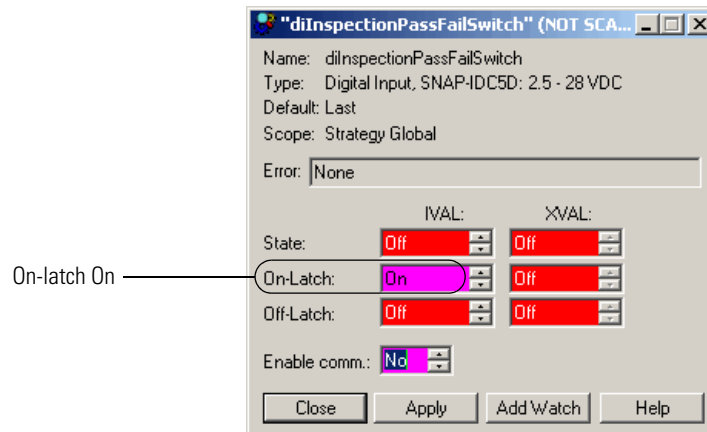 "diInspectionPassFailSwitch" (NOT SCA...
Name: diInspectionPassFailSwitch
Type: Digital Input, SNAP-IDC5D: 2.5 - 28 VDC
Default: Last
Scope: Strategy Global
Error: None
IVAL: XVAL:
State: Off Off
On-latch On
On-Latch: On Off
Off-Latch: Off Off
Enable comm.: No
Close Apply Add Watch Help